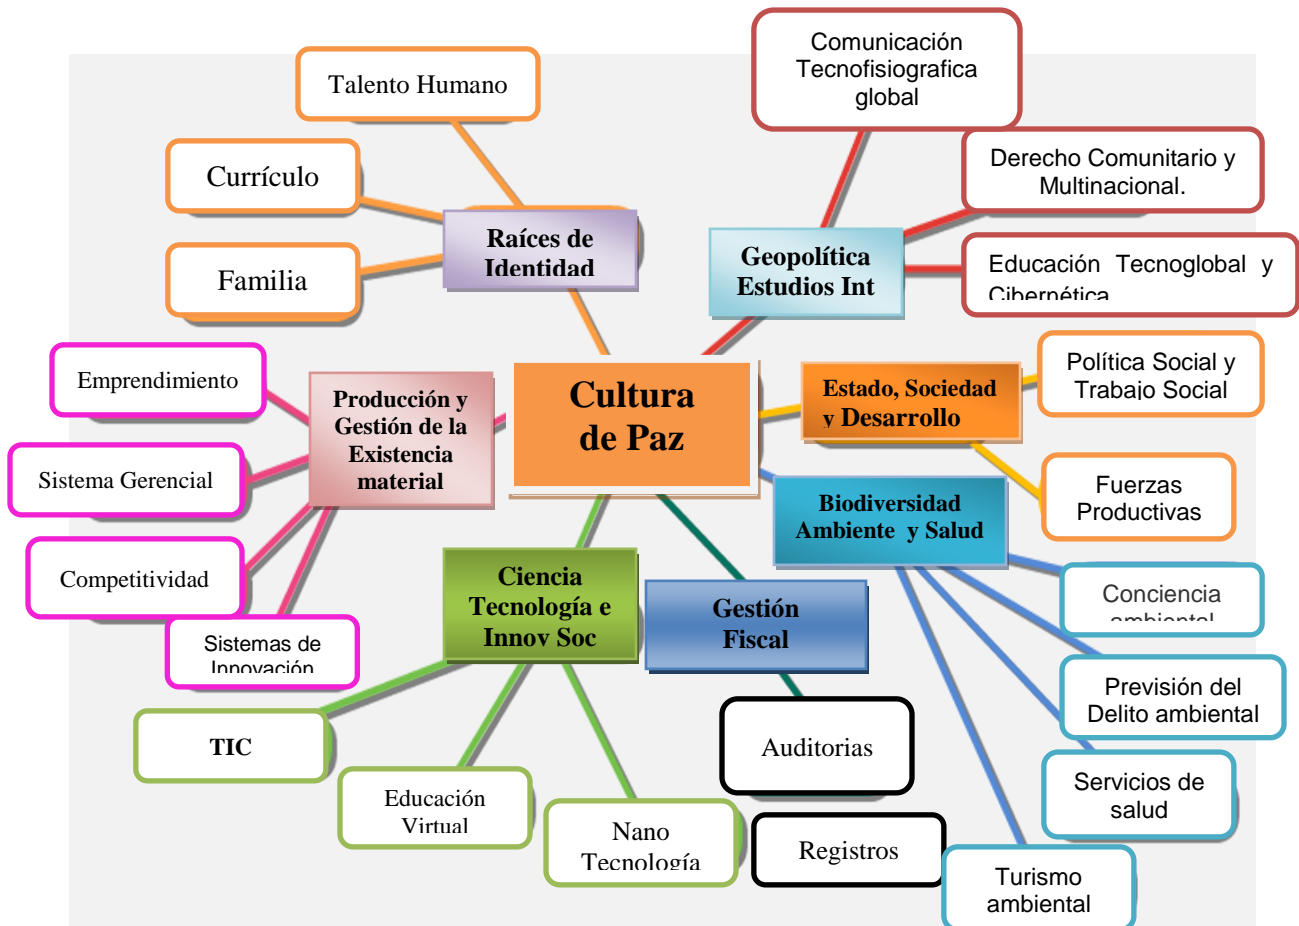 Talento Humano
Currículo
Familia
Raíces de
Identidad
Comunicación
Tecnofisiografica
global
Derecho Comunitario y
Multinacional.
Educación Tecnoglobal y
Cibernética
Geopolítica
Estudios Int
Cultura
de Paz
Emprendimiento
Sistema Gerencial
Competitividad
Sistemas de
Innovación
Producción y
Gestión de la
Existencia
material
Estado, Sociedad
y Desarrollo
Política Social y
Trabajo Social
Fuerzas
Productivas
Biodiversidad
Ambiente y Salud
Conciencia
ambiental
Previsión del
Delito ambiental
Servicios de
salud
Turismo
ambiental
Ciencia
Tecnología e
Innov Soc
TIC
Educación
Virtual
Nano
Tecnología
Gestión
Fiscal
Auditorias
Registros